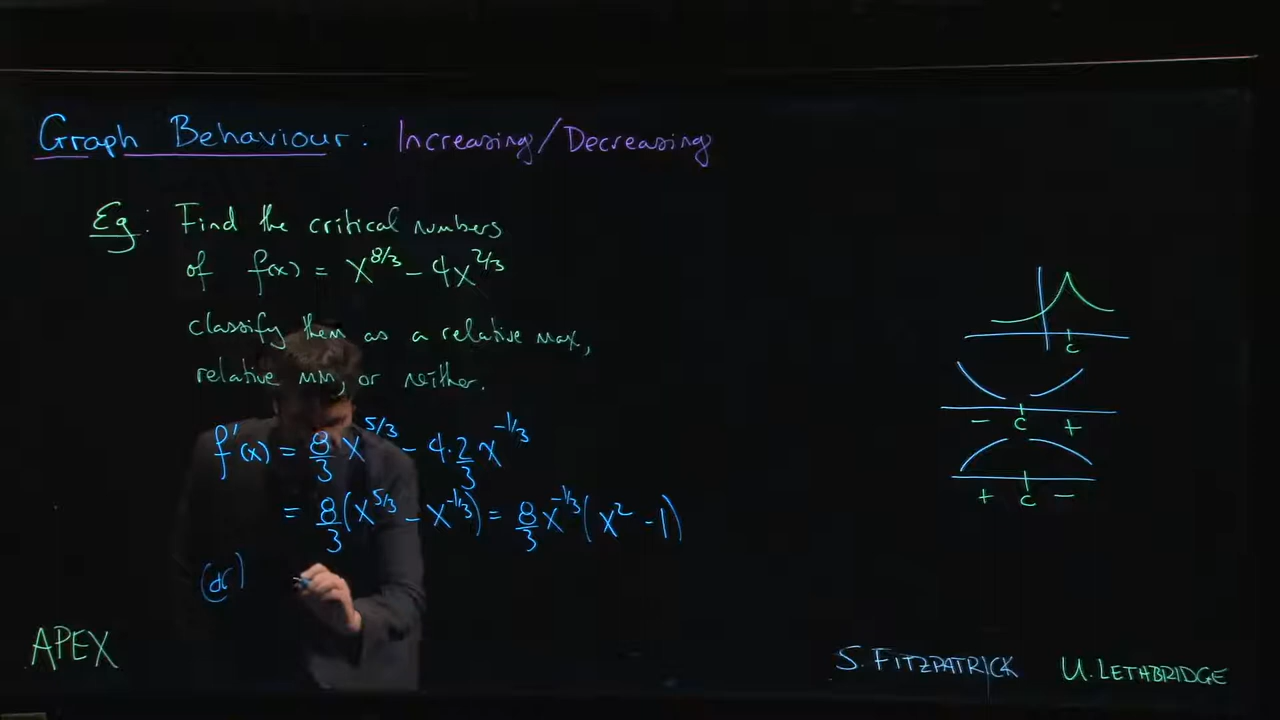 Graph Behaviour: Increasing/Decreasing
Eg: Find the critical numbers
of f(x) = x^{8/3} - 4x^{2/3}
classify them as a relative max,
relative min, or neither.
f'(x) = 8/3 x^{5/3} - 4·2/3 x^{-1/3}
= 8/3 (x^{5/3} - x^{-1/3}) = 8/3 x^{-1/3} (x² - 1)
c
- c +
+ c -
APEX
S. FITZPATRICK U. LETHBRIDGE